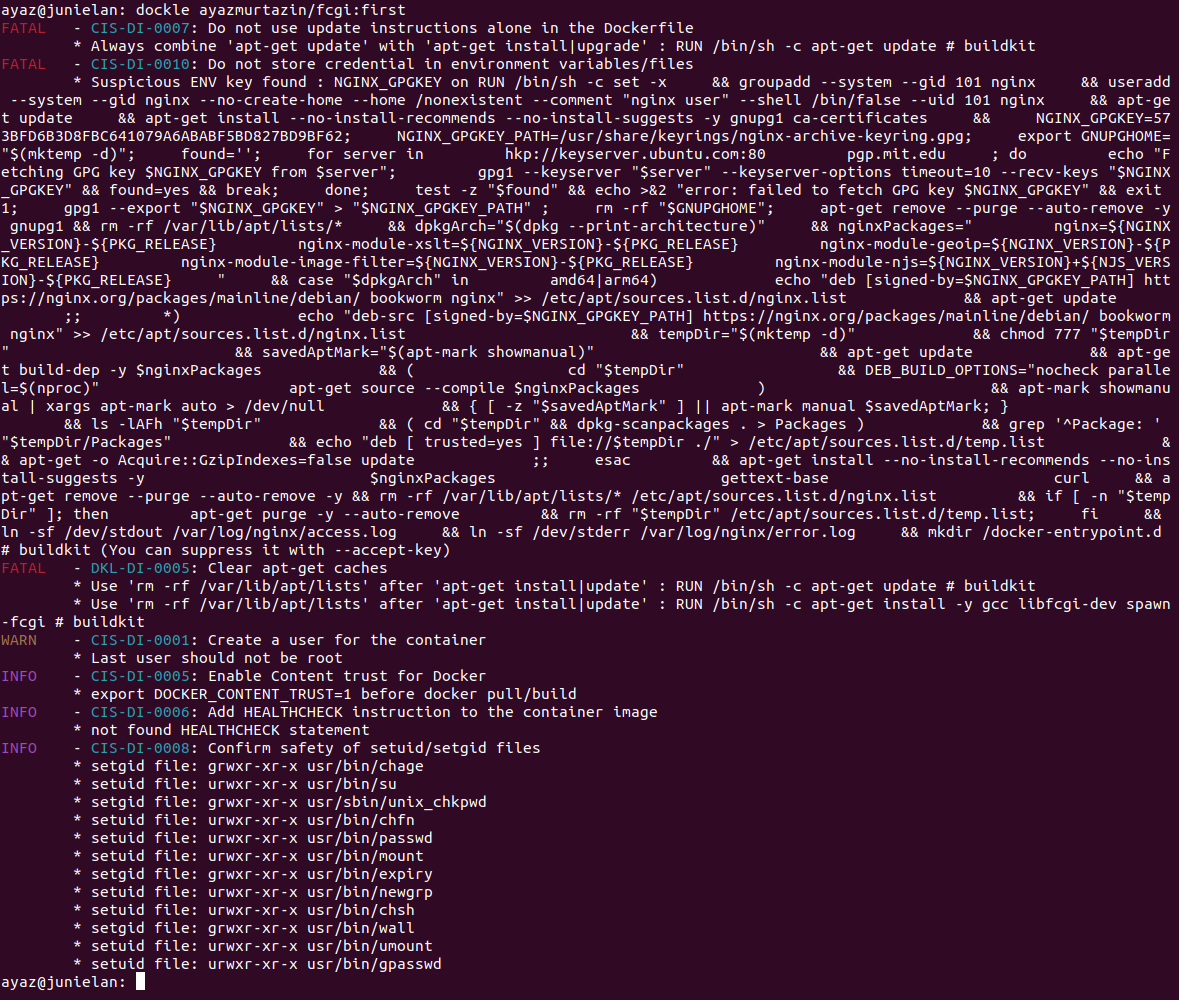 ayaz@junielan: dockle ayazmurtazin/fcgi:first
FATAL   - CIS-DI-0007: Do not use update instructions alone in the Dockerfile
        * Always combine 'apt-get update' with 'apt-get install|upgrade' : RUN /bin/sh -c apt-get update # buildkit
FATAL   - CIS-DI-0010: Do not store credential in environment variables/files
        * Suspicious ENV key found : NGINX_GPGKEY on RUN /bin/sh -c set -x     && groupadd --system --gid 101 nginx     && useradd
 --system --gid nginx --no-create-home --home /nonexistent --comment "nginx user" --shell /bin/false --uid 101 nginx     && apt-ge
t update     && apt-get install --no-install-recommends --no-install-suggests -y gnupg1 ca-certificates     &&     NGINX_GPGKEY=57
3BFD6B3D8FBC641079A6ABABF5BD827BD9BF62;     NGINX_GPGKEY_PATH=/usr/share/keyrings/nginx-archive-keyring.gpg;     export GNUPGHOME=
"$(mktemp -d)";     found='';     for server in         hkp://keyserver.ubuntu.com:80         pgp.mit.edu     ; do         echo "F
etching GPG key $NGINX_GPGKEY from $server";         gpg1 --keyserver "$server" --keyserver-options timeout=10 --recv-keys "$NGINX
_GPGKEY" && found=yes && break;     done;     test -z "$found" && echo >&2 "error: failed to fetch GPG key $NGINX_GPGKEY" && exit
1;     gpg1 --export "$NGINX_GPGKEY" > "$NGINX_GPGKEY_PATH" ;     rm -rf "$GNUPGHOME";     apt-get remove --purge --auto-remove -y
 gnupg1 && rm -rf /var/lib/apt/lists/*     && dpkgArch="$(dpkg --print-architecture)"     && nginxPackages="         nginx=${NGINX
_VERSION}-${PKG_RELEASE}         nginx-module-xslt=${NGINX_VERSION}-${PKG_RELEASE}         nginx-module-geoip=${NGINX_VERSION}-${P
KG_RELEASE}         nginx-module-image-filter=${NGINX_VERSION}-${PKG_RELEASE}         nginx-module-njs=${NGINX_VERSION}+${NJS_VERS
ION}-${PKG_RELEASE}     "     && case "$dpkgArch" in         amd64|arm64)             echo "deb [signed-by=$NGINX_GPGKEY_PATH] htt
ps://nginx.org/packages/mainline/debian/ bookworm nginx" >> /etc/apt/sources.list.d/nginx.list             && apt-get update
       ;;         *)             echo "deb-src [signed-by=$NGINX_GPGKEY_PATH] https://nginx.org/packages/mainline/debian/ bookworm
 nginx" >> /etc/apt/sources.list.d/nginx.list                         && tempDir="$(mktemp -d)"             && chmod 777 "$tempDir
"                         && savedAptMark="$(apt-mark showmanual)"                         && apt-get update             && apt-ge
t build-dep -y $nginxPackages             && (                 cd "$tempDir"                 && DEB_BUILD_OPTIONS="nocheck paralle
l=$(nproc)"                     apt-get source --compile $nginxPackages             )                         && apt-mark showmanu
al | xargs apt-mark auto > /dev/null             && { [ -z "$savedAptMark" ] || apt-mark manual $savedAptMark; }
       && ls -lAFh "$tempDir"             && ( cd "$tempDir" && dpkg-scanpackages . > Packages )             && grep '^Package: '
"$tempDir/Packages"             && echo "deb [ trusted=yes ] file://$tempDir ./" > /etc/apt/sources.list.d/temp.list             &
& apt-get -o Acquire::GzipIndexes=false update             ;;     esac         && apt-get install --no-install-recommends --no-ins
tall-suggests -y                         $nginxPackages                         gettext-base                         curl     && a
pt-get remove --purge --auto-remove -y && rm -rf /var/lib/apt/lists/* /etc/apt/sources.list.d/nginx.list         && if [ -n "$temp
Dir" ]; then         apt-get purge -y --auto-remove         && rm -rf "$tempDir" /etc/apt/sources.list.d/temp.list;     fi     &&
ln -sf /dev/stdout /var/log/nginx/access.log     && ln -sf /dev/stderr /var/log/nginx/error.log     && mkdir /docker-entrypoint.d
# buildkit (You can suppress it with --accept-key)
FATAL   - DKL-DI-0005: Clear apt-get caches
        * Use 'rm -rf /var/lib/apt/lists' after 'apt-get install|update' : RUN /bin/sh -c apt-get update # buildkit
        * Use 'rm -rf /var/lib/apt/lists' after 'apt-get install|update' : RUN /bin/sh -c apt-get install -y gcc libfcgi-dev spawn
-fcgi # buildkit
WARN    - CIS-DI-0001: Create a user for the container
        * Last user should not be root
INFO    - CIS-DI-0005: Enable Content trust for Docker
        * export DOCKER_CONTENT_TRUST=1 before docker pull/build
INFO    - CIS-DI-0006: Add HEALTHCHECK instruction to the container image
        * not found HEALTHCHECK statement
INFO    - CIS-DI-0008: Confirm safety of setuid/setgid files
        * setgid file: grwxr-xr-x usr/bin/chage
        * setuid file: urwxr-xr-x usr/bin/su
        * setgid file: grwxr-xr-x usr/sbin/unix_chkpwd
        * setuid file: urwxr-xr-x usr/bin/chfn
        * setuid file: urwxr-xr-x usr/bin/passwd
        * setuid file: urwxr-xr-x usr/bin/mount
        * setgid file: grwxr-xr-x usr/bin/expiry
        * setuid file: urwxr-xr-x usr/bin/newgrp
        * setuid file: urwxr-xr-x usr/bin/chsh
        * setgid file: grwxr-xr-x usr/bin/wall
        * setuid file: urwxr-xr-x usr/bin/umount
        * setuid file: urwxr-xr-x usr/bin/gpasswd
ayaz@junielan: